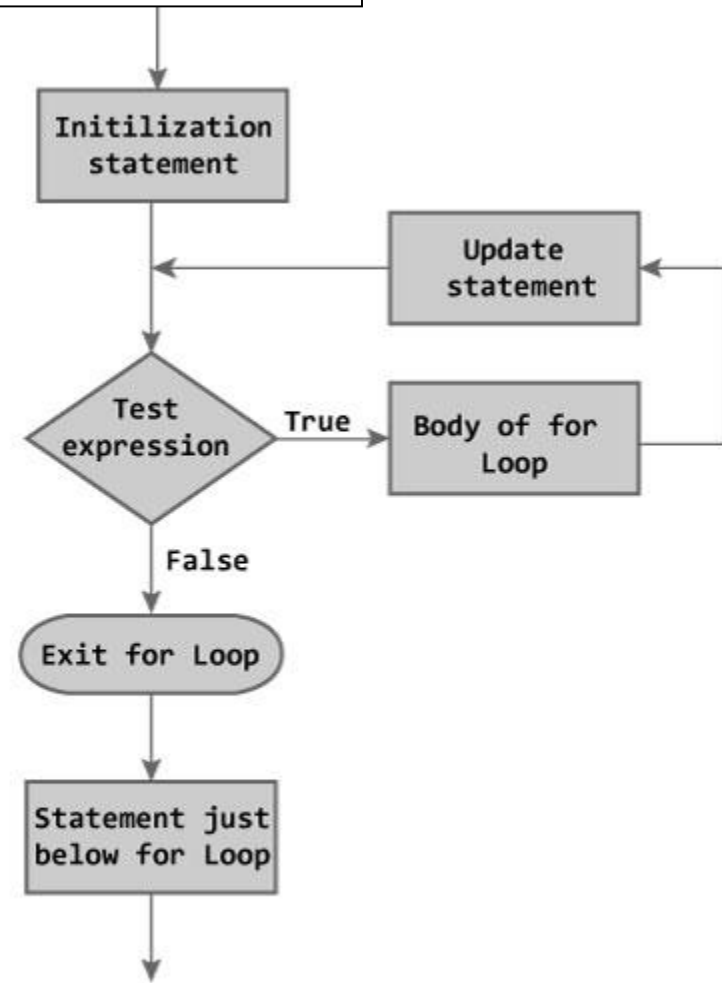 Initilization
statement
Update
statement
Test
expression
True
Body of for
Loop
False
Exit for Loop
Statement just
below for Loop